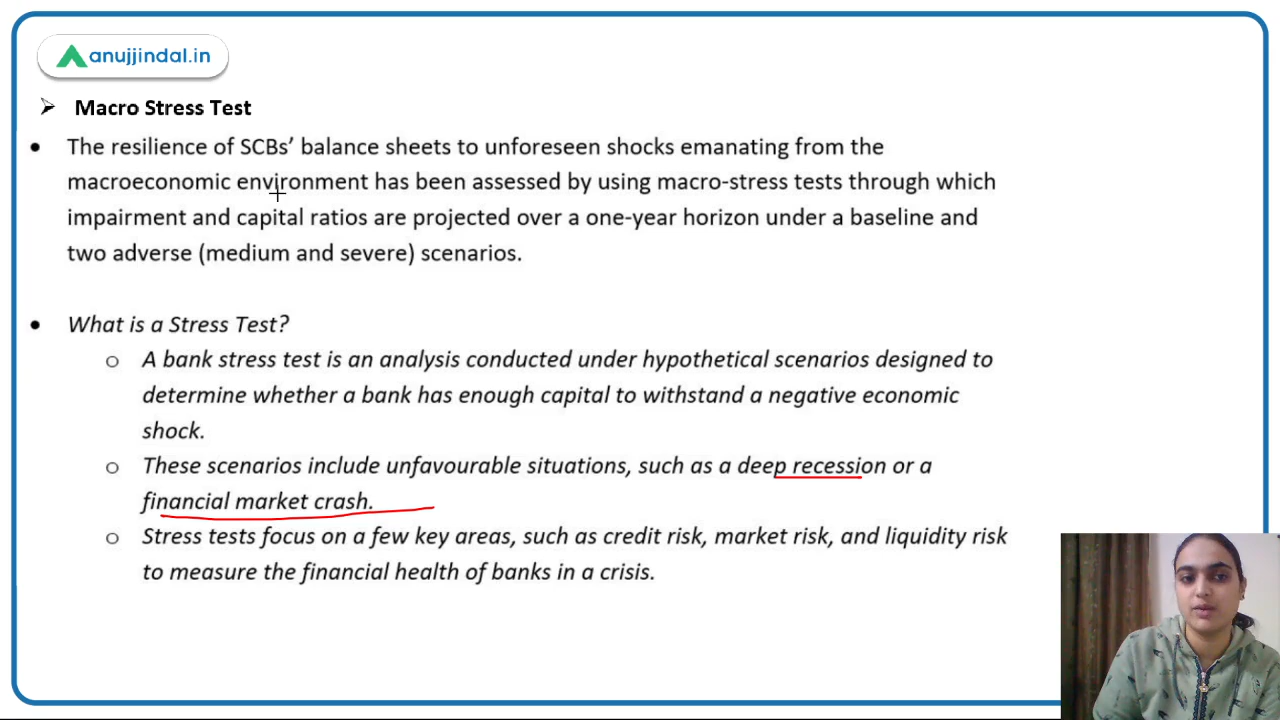 anujjindal.in
Macro Stress Test
The resilience of SCBs’ balance sheets to unforeseen shocks emanating from the
macroeconomic environment has been assessed by using macro-stress tests through which
impairment and capital ratios are projected over a one-year horizon under a baseline and
two adverse (medium and severe) scenarios.
What is a Stress Test?
A bank stress test is an analysis conducted under hypothetical scenarios designed to
determine whether a bank has enough capital to withstand a negative economic
shock.
These scenarios include unfavourable situations, such as a deep recession or a
financial market crash.
Stress tests focus on a few key areas, such as credit risk, market risk, and liquidity risk
to measure the financial health of banks in a crisis.